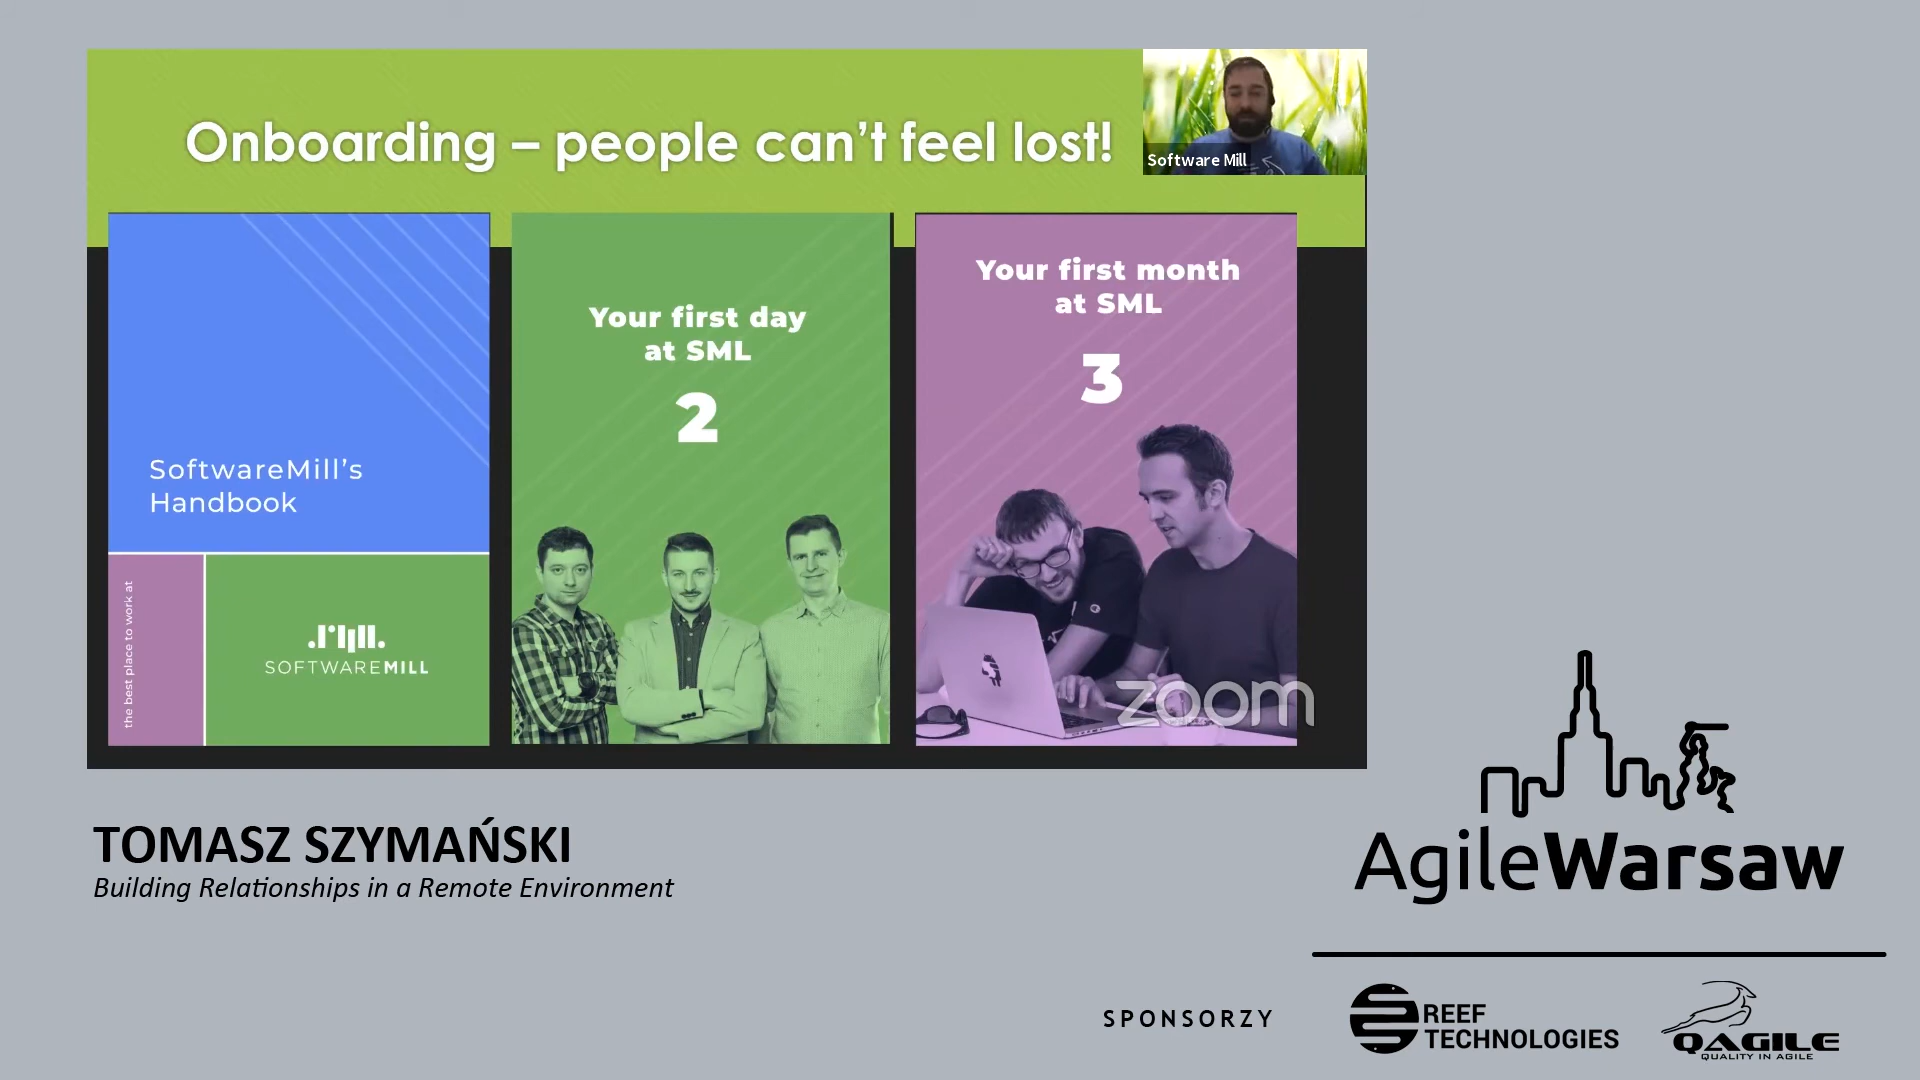 Onboarding – people can't feel lost!
Software Mill
SoftwareMill's
Handbook
the best place to work at
SOFTWAREMILL
Your first day
at SML
2
Your first month
at SML
3
zoom
TOMASZ SZYMAŃSKI
Building Relationships in a Remote Environment
AgileWarsaw
SPONSORZY
REEF
TECHNOLOGIES
QAGILE
QUALITY IN AGILE